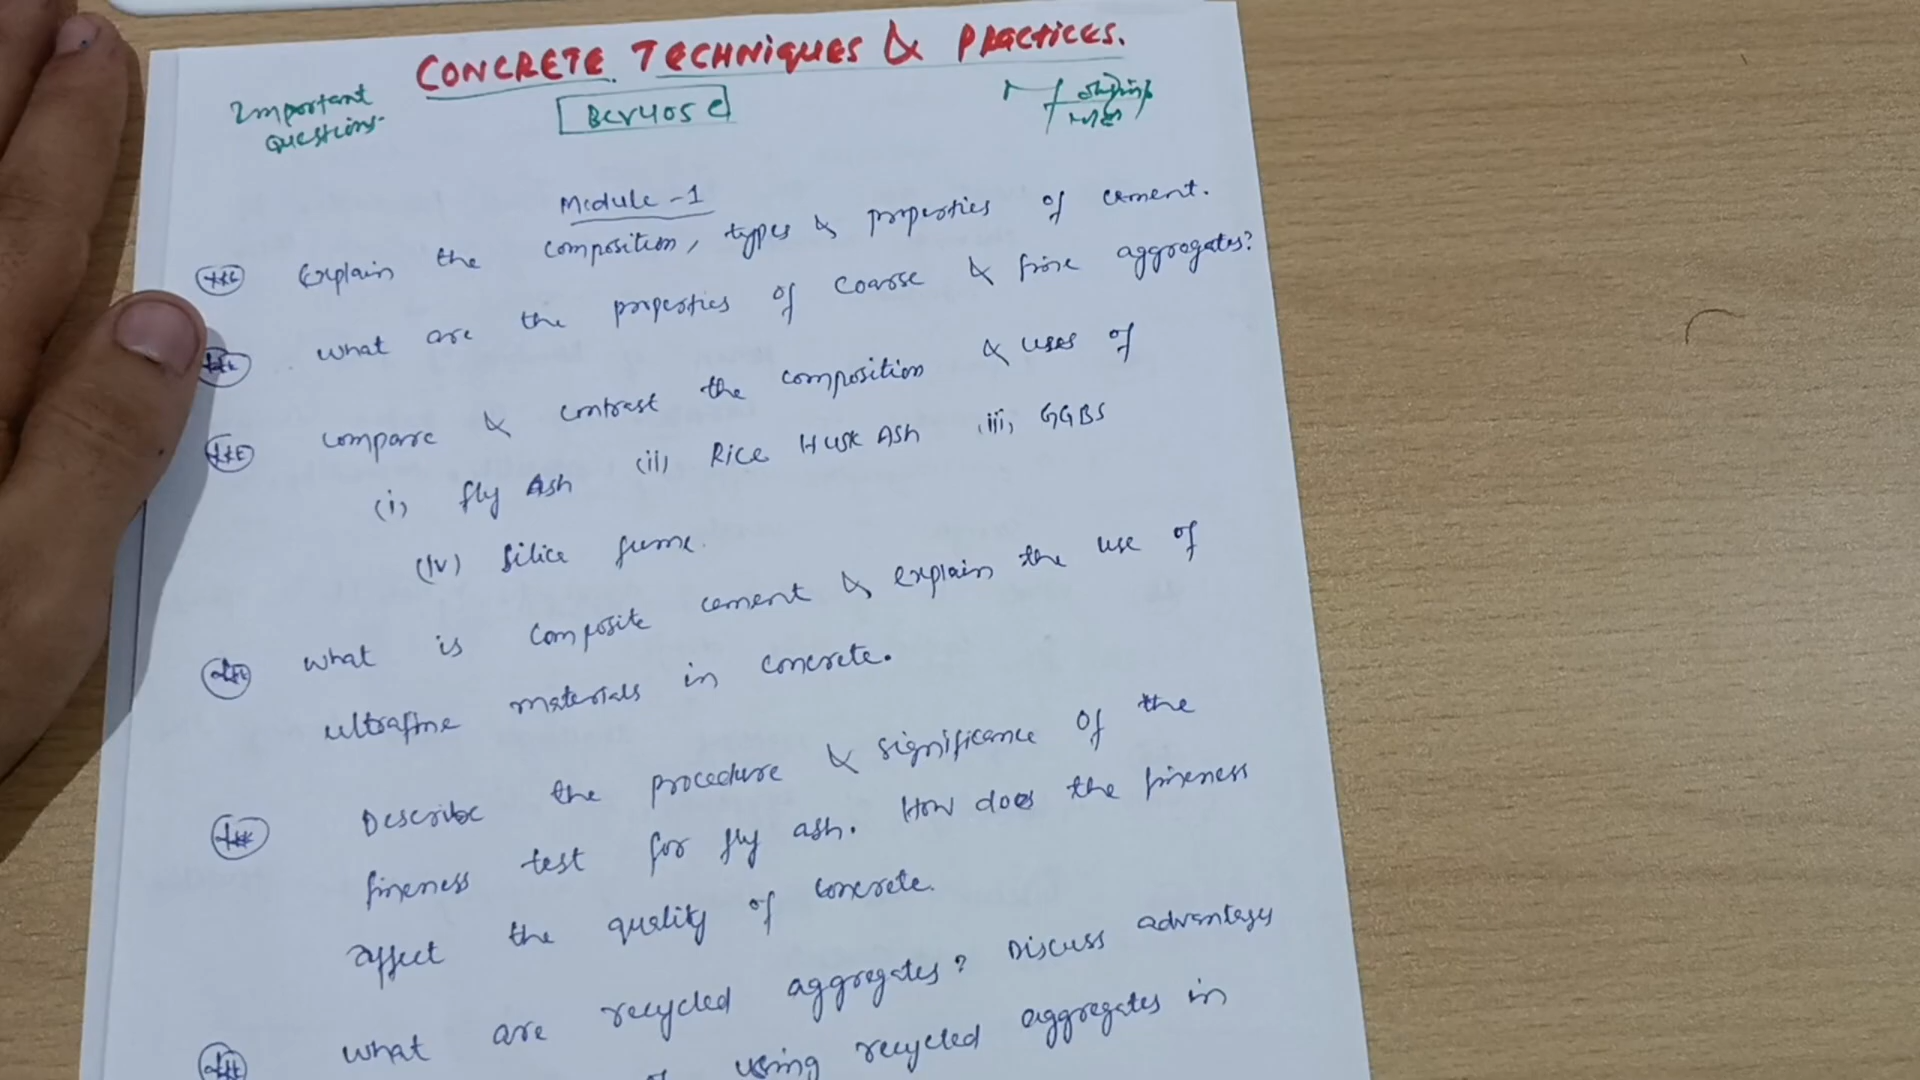 CONCRETE TECHNIQUES & PRACTICES.
Important
Questions
BCV405C
Module-1
Explain the composition, types & properties of cement.
what are the properties of coarse & fine aggregates?
compare & contrast the composition & uses of
(i) fly Ash (ii) Rice Husk Ash (iii) GGBS
(iv) Silica fume.
what is composite cement & explain the use of
ultrafine materials in concrete.
Describe the procedure & significance of the
fineness test for fly ash. How does the fineness
affect the quality of concrete.
what are recycled aggregates? Discuss advantages
using recycled aggregates in